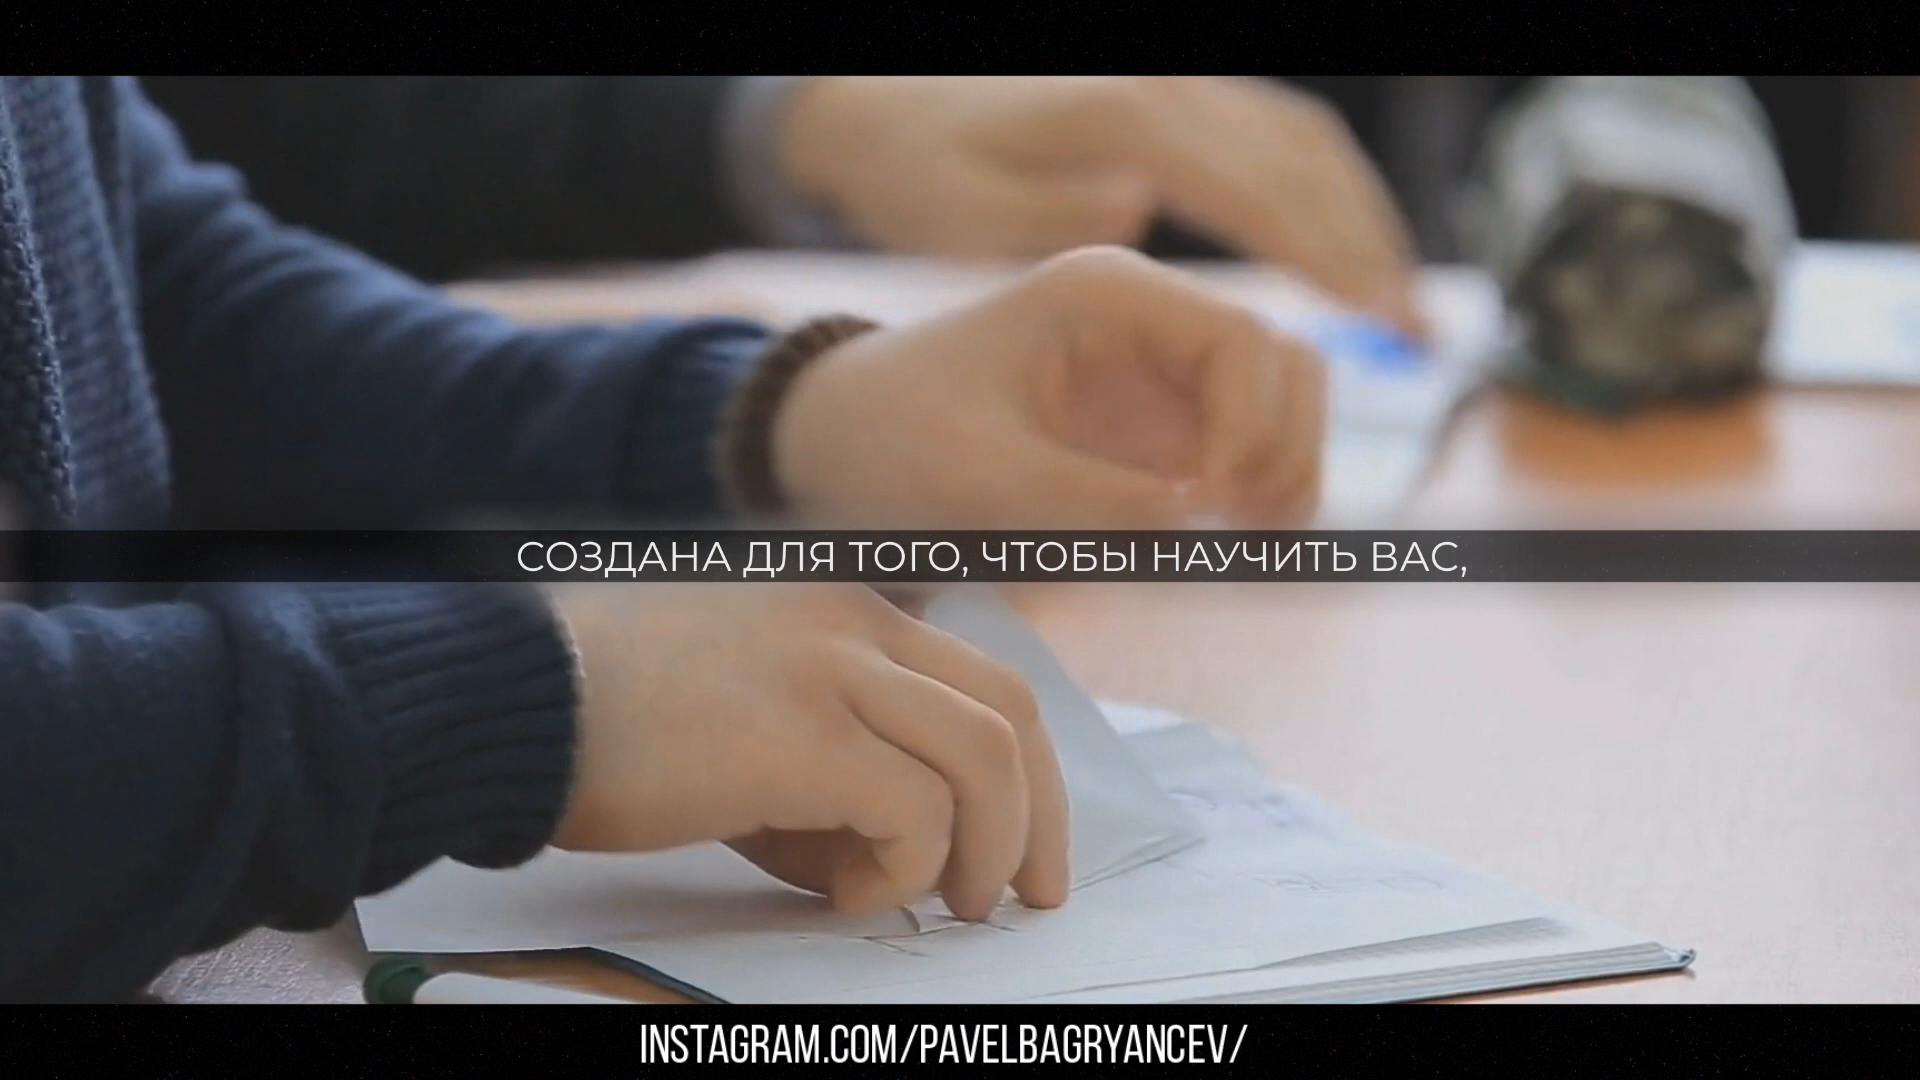 СОЗДАНА ДЛЯ ТОГО, ЧТОБЫ НАУЧИТЬ ВАС,
INSTAGRAM.COM/PAVELBAGRYANCEV/